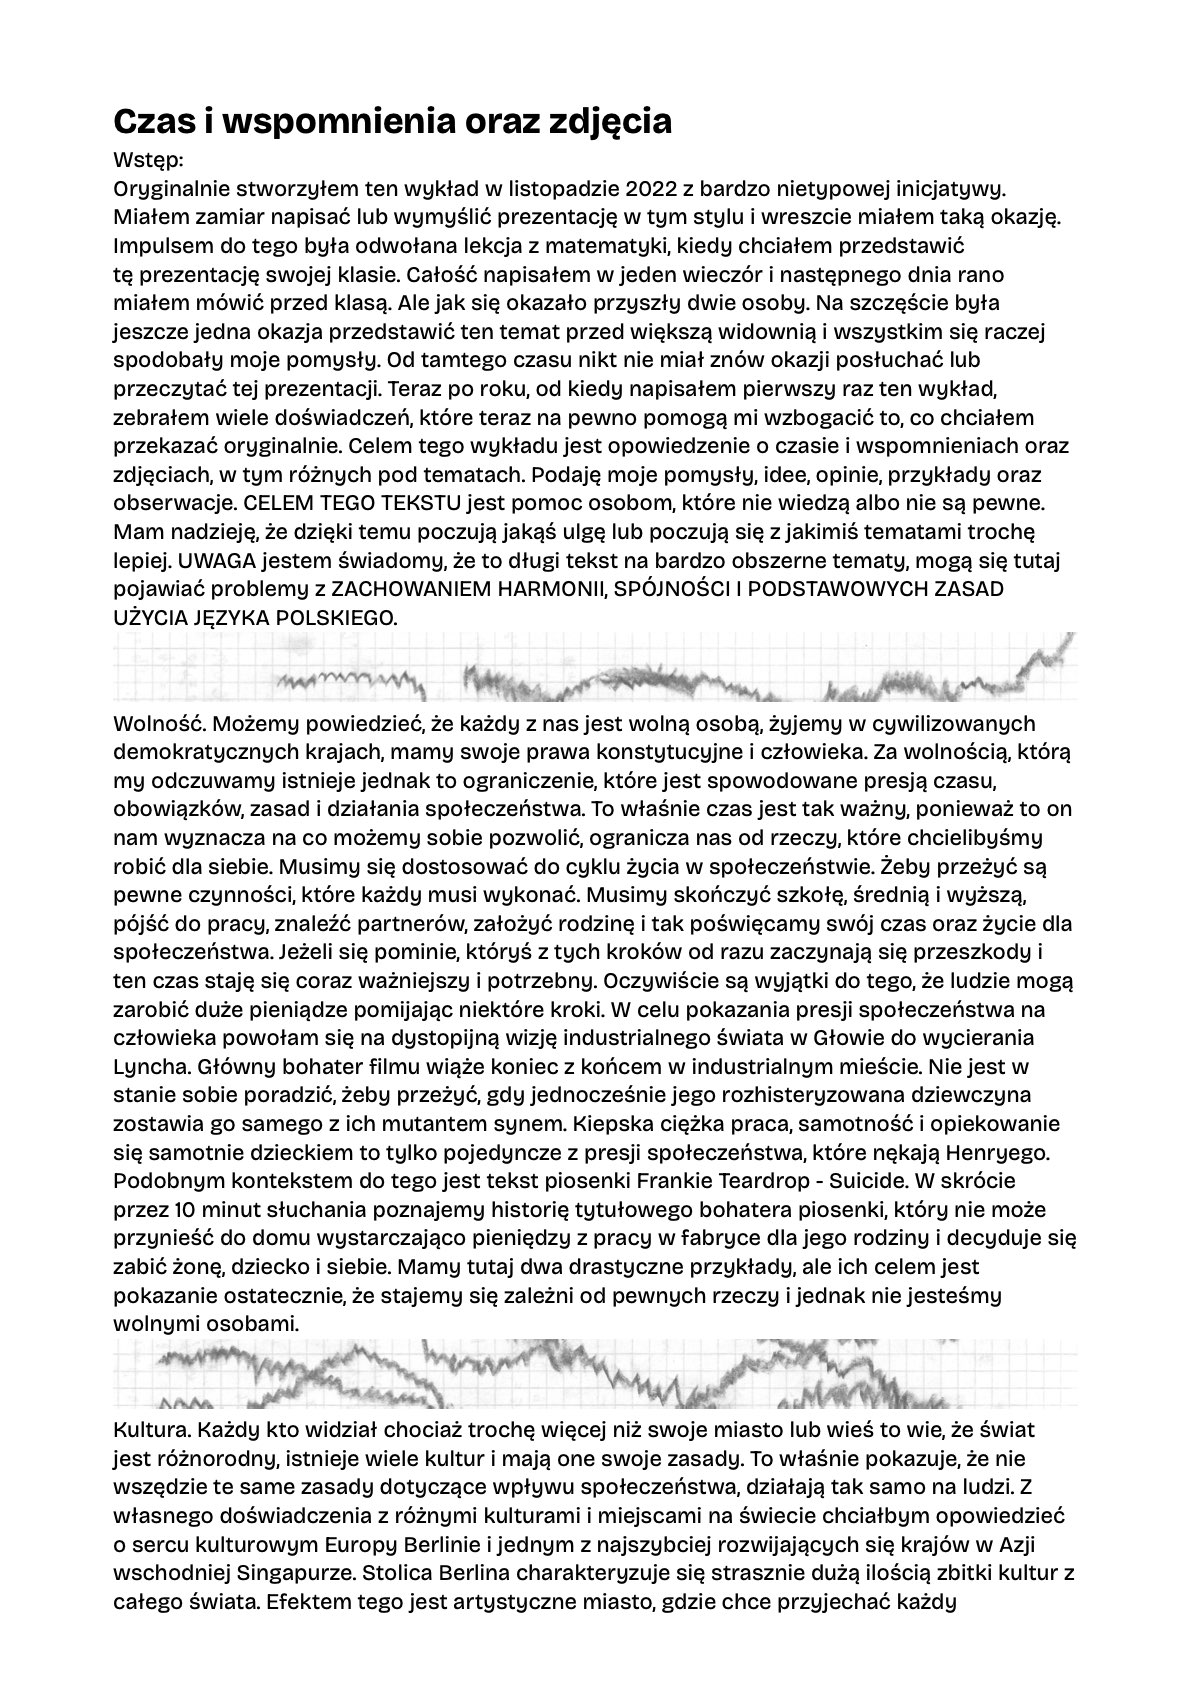 Czas i wspomnienia oraz zdjęcia
Wstęp:
Oryginalnie stworzyłem ten wykład w listopadzie 2022 z bardzo nietypowej inicjatywy.
Miałem zamiar napisać lub wymyślić prezentację w tym stylu i wreszcie miałem taką okazję.
Impulsem do tego była odwołana lekcja z matematyki, kiedy chciałem przedstawić
tę prezentację swojej klasie. Całość napisałem w jeden wieczór i następnego dnia rano
miałem mówić przed klasą. Ale jak się okazało przyszły dwie osoby. Na szczęście była
jeszcze jedna okazja przedstawić ten temat przed większą widownią i wszystkim się raczej
spodobały moje pomysły. Od tamtego czasu nikt nie miał znów okazji posłuchać lub
przeczytać tej prezentacji. Teraz po roku, od kiedy napisałem pierwszy raz ten wykład,
zebrałem wiele doświadczeń, które teraz na pewno pomogą mi wzbogacić to, co chciałem
przekazać oryginalnie. Celem tego wykładu jest opowiedzenie o czasie i wspomnieniach oraz
zdjęciach, w tym różnych pod tematach. Podaję moje pomysły, idee, opinie, przykłady oraz
obserwacje. CELEM TEGO TEKSTU jest pomoc osobom, które nie wiedzą albo nie są pewne.
Mam nadzieję, że dzięki temu poczują jakąś ulgę lub poczują się z jakimiś tematami trochę
lepiej. UWAGA jestem świadomy, że to długi tekst na bardzo obszerne tematy, mogą się tutaj
pojawiać problemy z ZACHOWANIEM HARMONII, SPÓJNOŚCI I PODSTAWOWYCH ZASAD
UŻYCIA JĘZYKA POLSKIEGO.
Wolność. Możemy powiedzieć, że każdy z nas jest wolną osobą, żyjemy w cywilizowanych
demokratycznych krajach, mamy swoje prawa konstytucyjne i człowieka. Za wolnością, którą
my odczuwamy istnieje jednak to ograniczenie, które jest spowodowane presją czasu,
obowiązków, zasad i działania społeczeństwa. To właśnie czas jest tak ważny, ponieważ to on
nam wyznacza na co możemy sobie pozwolić, ogranicza nas od rzeczy, które chcielibyśmy
robić dla siebie. Musimy się dostosować do cyklu życia w społeczeństwie. Żeby przeżyć są
pewne czynności, które każdy musi wykonać. Musimy skończyć szkołę, średnią i wyższą,
pójść do pracy, znaleźć partnerów, założyć rodzinę i tak poświęcamy swój czas oraz życie dla
społeczeństwa. Jeżeli się pominie, któryś z tych kroków od razu zaczynają się przeszkody i
ten czas staję się coraz ważniejszy i potrzebny. Oczywiście są wyjątki do tego, że ludzie mogą
zarobić duże pieniądze pomijając niektóre kroki. W celu pokazania presji społeczeństwa na
człowieka powołam się na dystopijną wizję industrialnego świata w Głowie do wycierania
Lyncha. Główny bohater filmu wiąże koniec z końcem w industrialnym mieście. Nie jest w
stanie sobie poradzić, żeby przeżyć, gdy jednocześnie jego rozhisteryzowana dziewczyna
zostawia go samego z ich mutantem synem. Kiepska ciężka praca, samotność i opiekowanie
się samotnie dzieckiem to tylko pojedyncze z presji społeczeństwa, które nękają Henryego.
Podobnym kontekstem do tego jest tekst piosenki Frankie Teardrop - Suicide. W skrócie
przez 10 minut słuchania poznajemy historię tytułowego bohatera piosenki, który nie może
przynieść do domu wystarczająco pieniędzy z pracy w fabryce dla jego rodziny i decyduje się
zabić żonę, dziecko i siebie. Mamy tutaj dwa drastyczne przykłady, ale ich celem jest
pokazanie ostatecznie, że stajemy się zależni od pewnych rzeczy i jednak nie jesteśmy
wolnymi osobami.
Kultura. Każdy kto widział chociaż trochę więcej niż swoje miasto lub wieś to wie, że świat
jest różnorodny, istnieje wiele kultur i mają one swoje zasady. To właśnie pokazuje, że nie
wszędzie te same zasady dotyczące wpływu społeczeństwa, działają tak samo na ludzi. Z
własnego doświadczenia z różnymi kulturami i miejscami na świecie chciałbym opowiedzieć
o sercu kulturowym Europy Berlinie i jednym z najszybciej rozwijających się krajów w Azji
wschodniej Singapurze. Stolica Berlina charakteryzuje się strasznie dużą ilością zbitki kultur z
całego świata. Efektem tego jest artystyczne miasto, gdzie chce przyjechać każdy